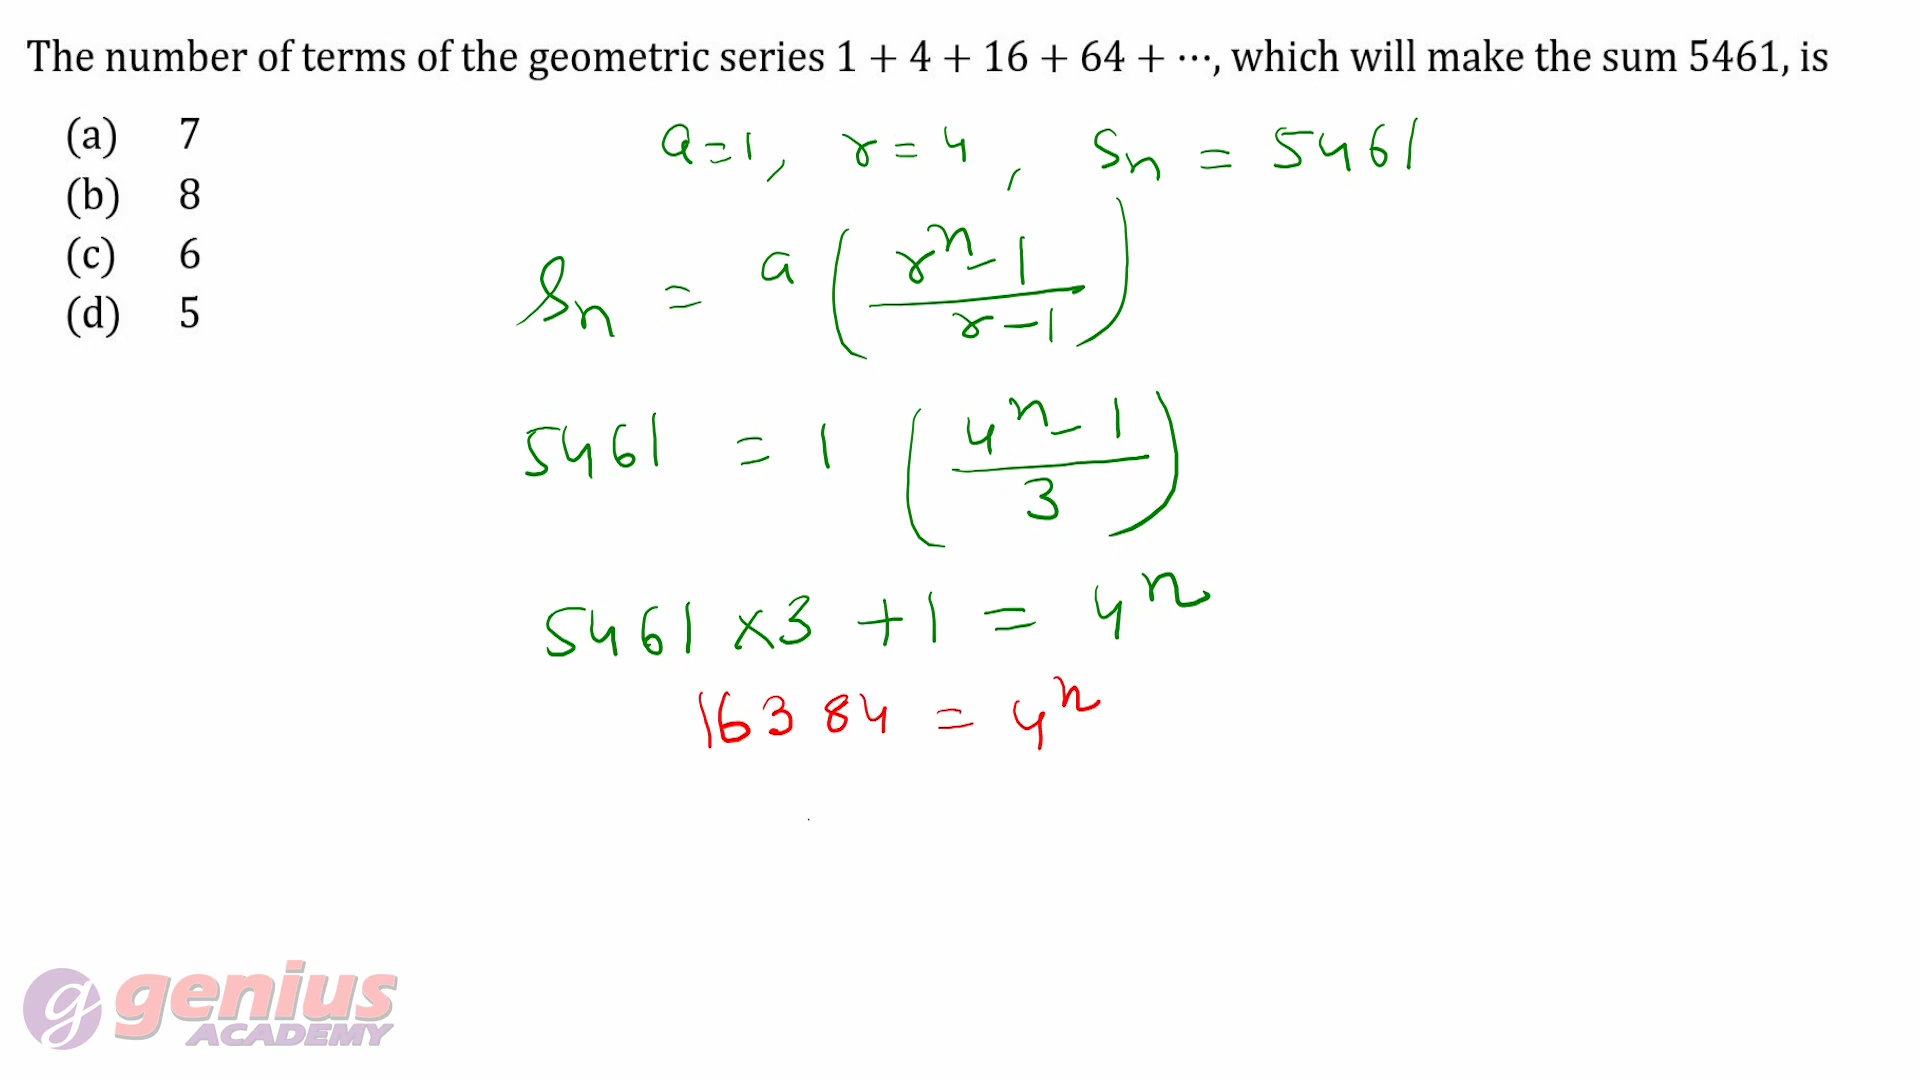 The number of terms of the geometric series 1 + 4 + 16 + 64 + ⋯, which will make the sum 5461, is
(a) 7
(b) 8
(c) 6
(d) 5
a=1, r=4, Sn = 5461
Sn = a ( r^n-1 / r-1 )
5461 = 1 ( 4^n-1 / 3 )
5461 ×3 +1 = 4^n
16384 = 4^n
g genius
ACADEMY